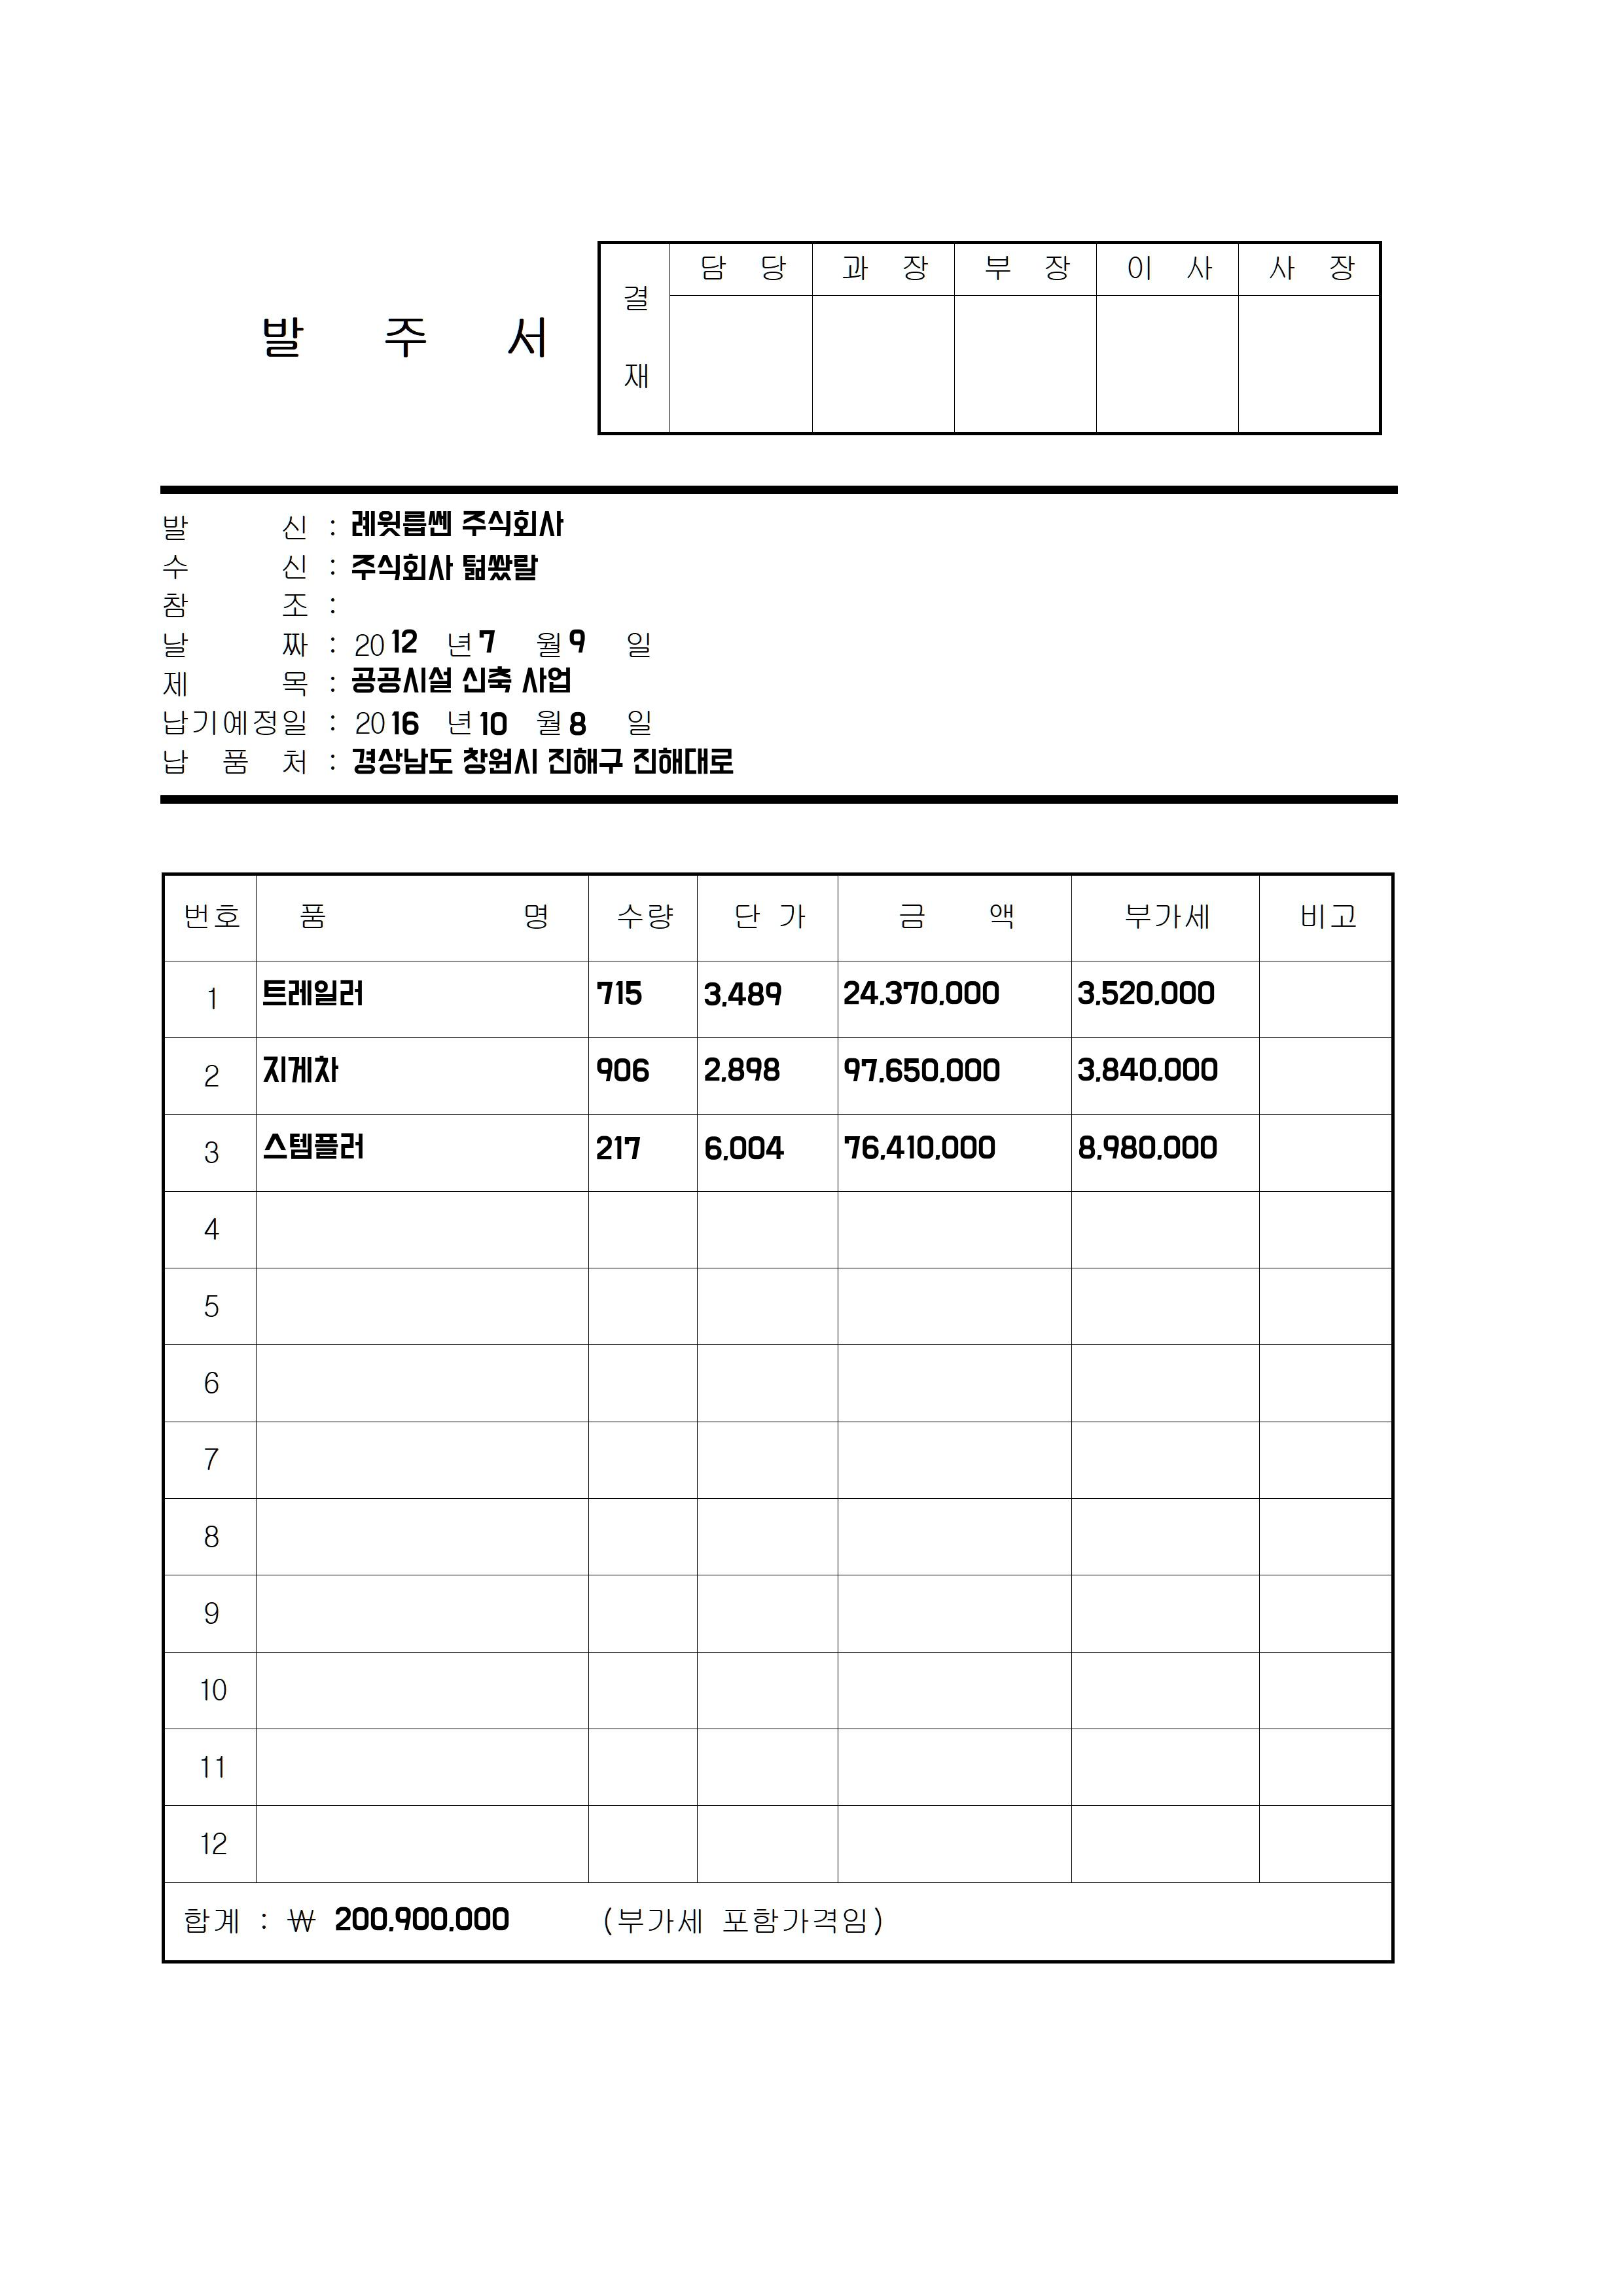 발 주 서
결 재
담 당 과 장 부 장 이 사 사 장
발 신 : 례윗릅쎈 주식회사
수 신 : 주식회사 텲쌌랄
참 조 :
날 짜 : 2012 년 7 월 9 일
제 목 : 공공시설 신축 사업
납기예정일 : 2016 년 10 월 8 일
납 품 처 : 경상남도 창원시 진해구 진해대로
번호 품 명 수량 단 가 금 액 부가세 비고
1 트레일러 715 3,489 24,370,000 3,520,000
2 지게차 906 2,898 97,650,000 3,840,000
3 스템플러 217 6,004 76,410,000 8,980,000
4
5
6
7
8
9
10
11
12
합계 : ₩ 200,900,000 (부가세 포함가격임)